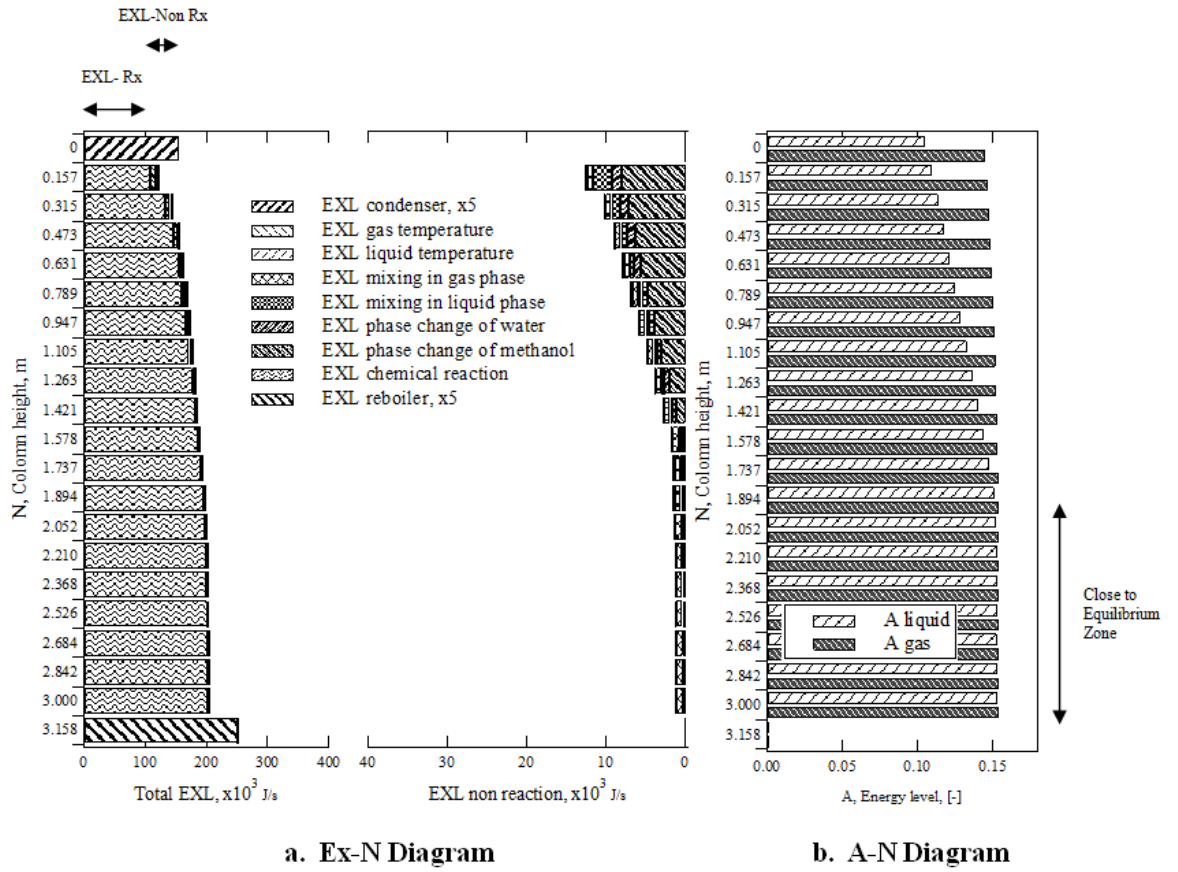 EXL-Non Rx
EXL- Rx
0
0.157
0.315
0.473
0.631
0.789
0.947
1.105
1.263
1.421
1.578
1.737
1.894
2.052
2.210
2.368
2.526
2.684
2.842
3.000
3.158
N, Colomn height, m
0
100
200
300
400
Total EXL, x10³ J/s
EXL condenser, x5
EXL gas temperature
EXL liquid temperature
EXL mixing in gas phase
EXL mixing in liquid phase
EXL phase change of water
EXL phase change of methanol
EXL chemical reaction
EXL reboiler, x5
40
30
20
10
0
EXL non reaction, x10³ J/s
a. Ex-N Diagram
0
0.157
0.315
0.473
0.631
0.789
0.947
1.105
1.263
1.421
1.578
1.737
1.894
2.052
2.210
2.368
2.526
2.684
2.842
3.000
3.158
N, Column height, m
A liquid
A gas
0.00
0.05
0.10
0.15
A, Energy level, [-]
Close to
Equilibrium
Zone
b. A-N Diagram